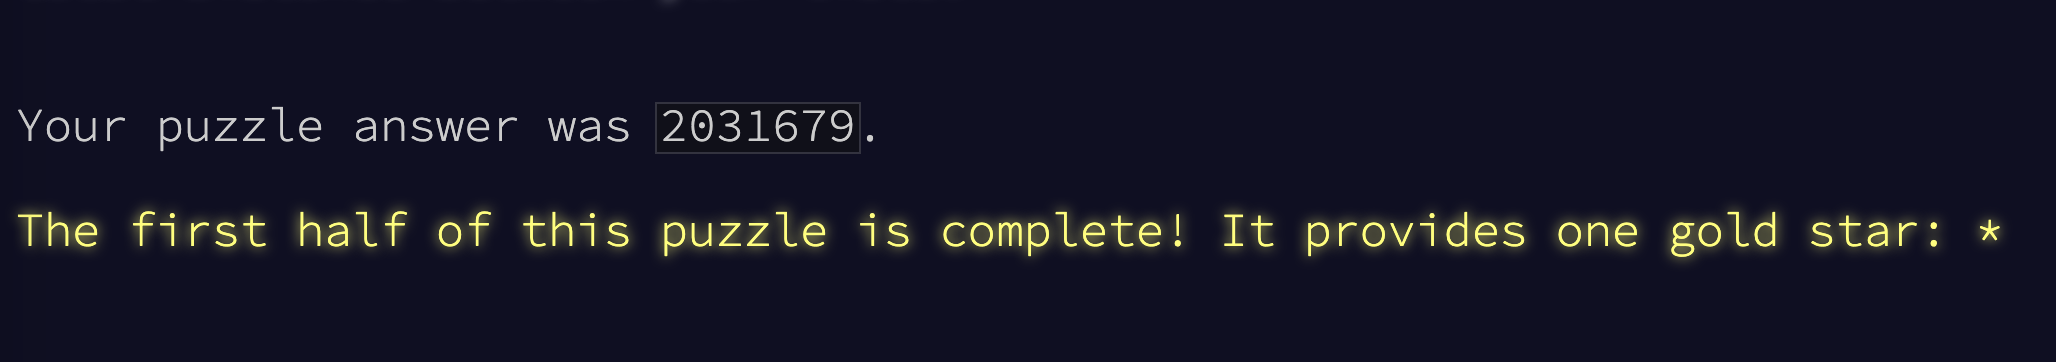 Your puzzle answer was 2031679.
The first half of this puzzle is complete! It provides one gold star: *